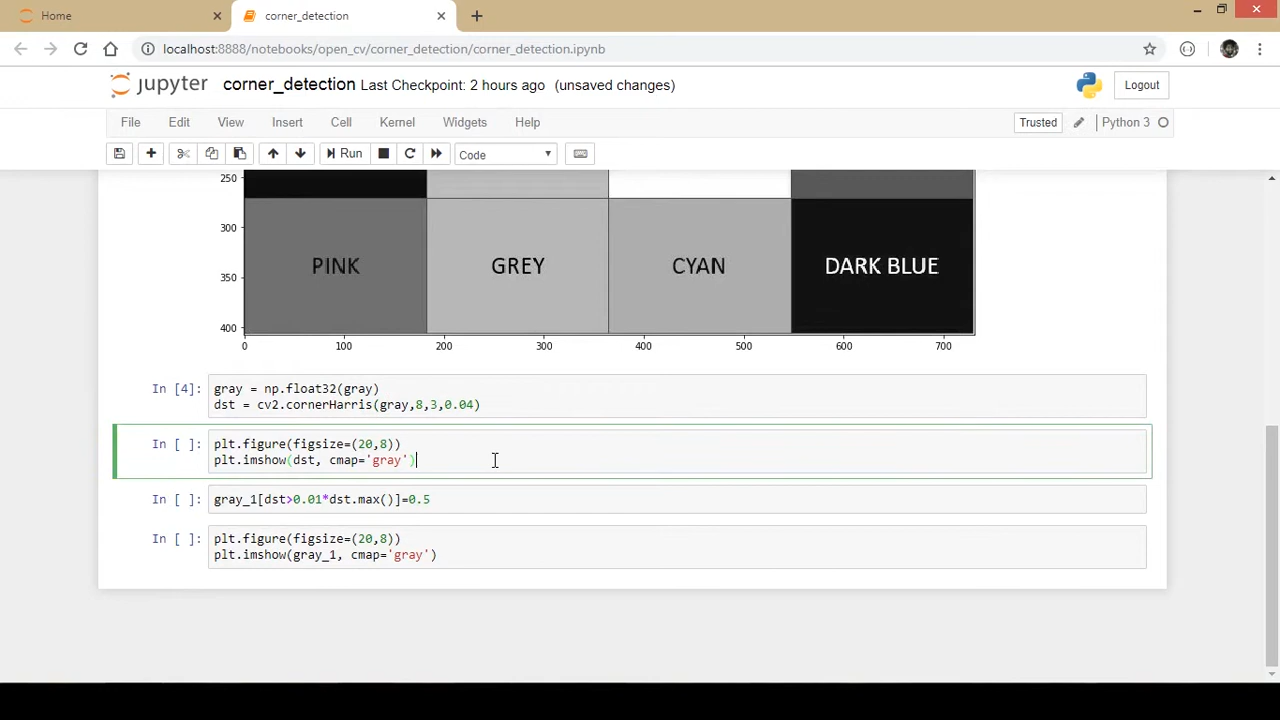 Home
corner_detection
localhost:8888/notebooks/open_cv/corner_detection/corner_detection.ipynb
jupyter corner_detection Last Checkpoint: 2 hours ago (unsaved changes)
Logout
File Edit View Insert Cell Kernel Widgets Help
Trusted Python 3
Run Code
250
300
350
400
PINK GREY CYAN DARK BLUE
0 100 200 300 400 500 600 700
In [4]: gray = np.float32(gray)
dst = cv2.cornerHarris(gray,8,3,0.04)
In [ ]: plt.figure(figsize=(20,8))
plt.imshow(dst, cmap='gray')
In [ ]: gray_1[dst>0.01*dst.max()]=0.5
In [ ]: plt.figure(figsize=(20,8))
plt.imshow(gray_1, cmap='gray')